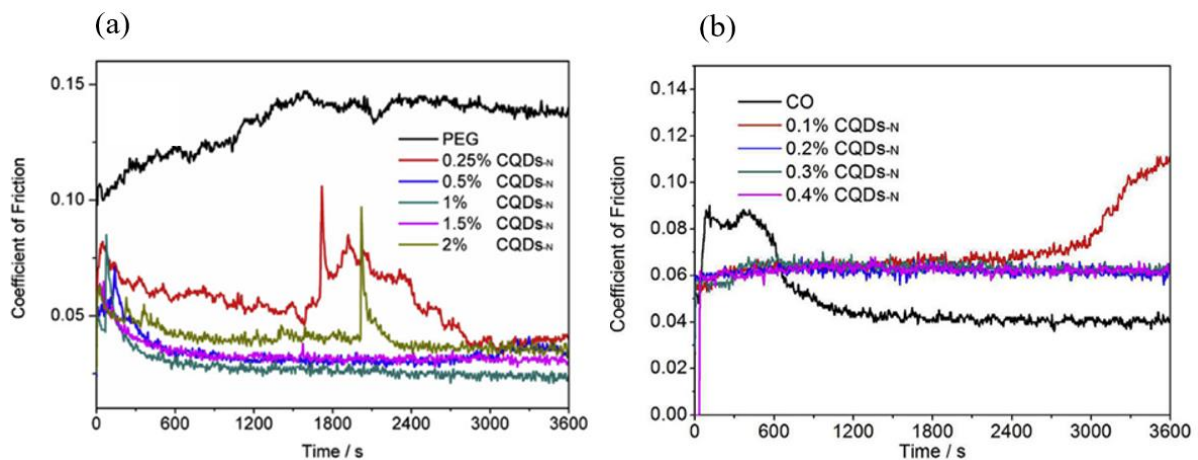 (a)
0.15
0.10
0.05
Coefficient of Friction
PEG
0.25% CQDs-N
0.5% CQDs-N
1% CQDs-N
1.5% CQDs-N
2% CQDs-N
0 600 1200 1800 2400 3000 3600
Time / s
(b)
0.14
0.12
0.10
0.08
0.06
0.04
0.02
0.00
Coefficient of Friction
CO
0.1% CQDs-N
0.2% CQDs-N
0.3% CQDs-N
0.4% CQDs-N
0 600 1200 1800 2400 3000 3600
Time / s